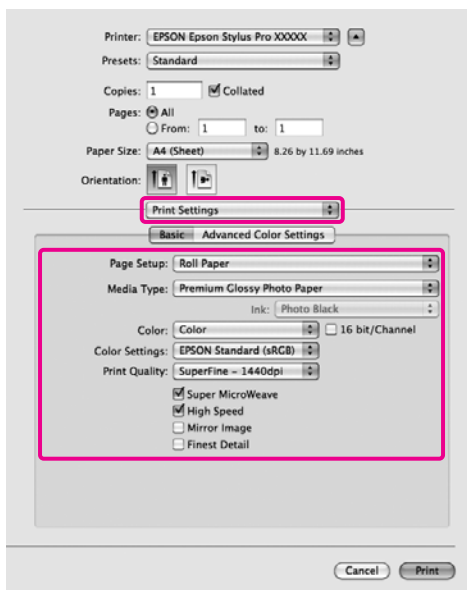 Printer: EPSON Epson Stylus Pro XXXXX
Presets: Standard
Copies: 1 Collated
Pages: All
From: 1 to: 1
Paper Size: A4 (Sheet) 8.26 by 11.69 inches
Orientation:
Print Settings
Basic Advanced Color Settings
Page Setup: Roll Paper
Media Type: Premium Glossy Photo Paper
Ink: Photo Black
Color: Color 16 bit/Channel
Color Settings: EPSON Standard (sRGB)
Print Quality: SuperFine – 1440dpi
Super MicroWeave
High Speed
Mirror Image
Finest Detail
Cancel Print